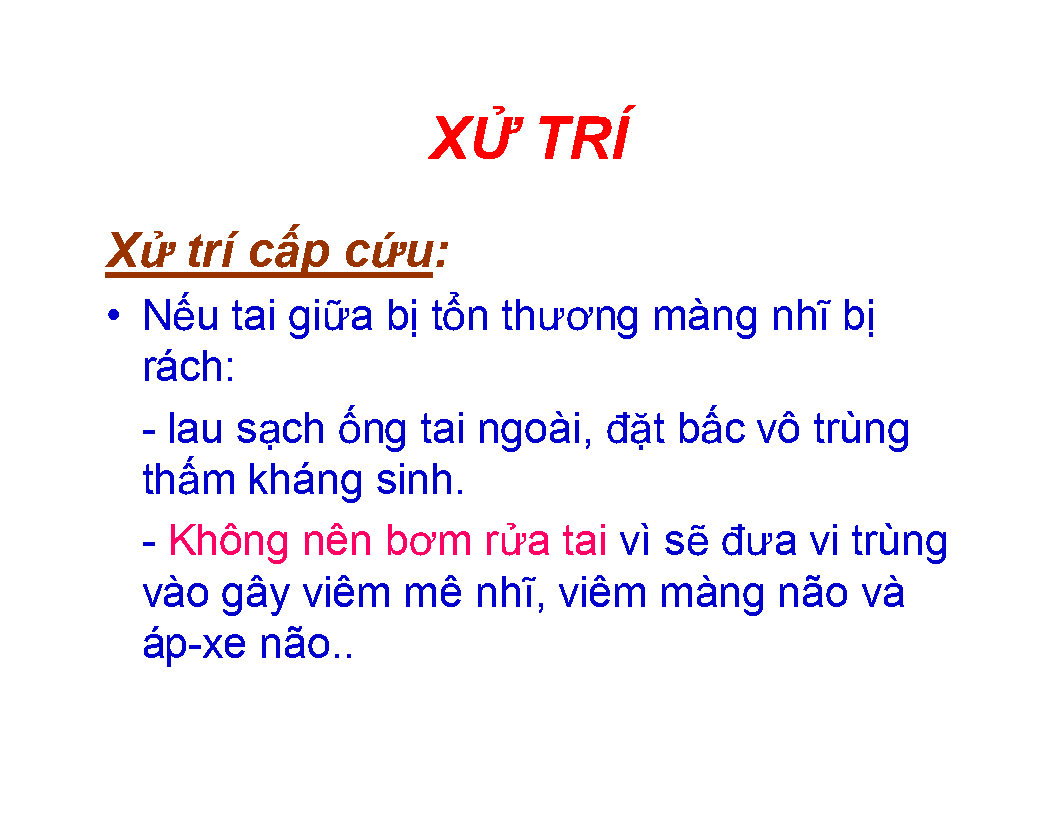 XỬ TRÍ
Xử trí cấp cứu:
• Nếu tai giữa bị tổn thương màng nhĩ bị
rách:
- lau sạch ống tai ngoài, đặt bấc vô trùng
thấm kháng sinh.
- Không nên bơm rửa tai vì sẽ đưa vi trùng
vào gây viêm mê nhĩ, viêm màng não và
áp-xe não..